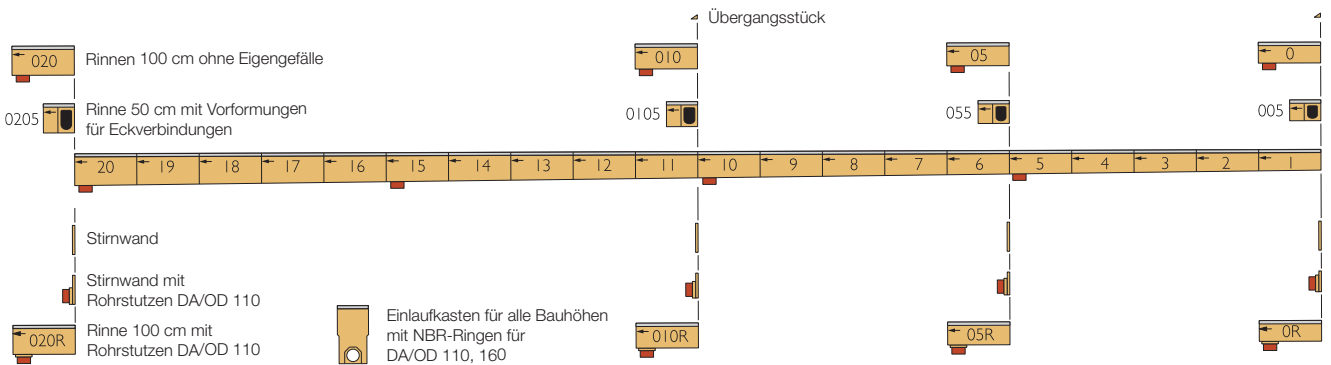 Übergangsstück
020
Rinnen 100 cm ohne Eigengefälle
010
05
0
0205
Rinne 50 cm mit Vorformungen
für Eckverbindungen
0105
055
005
20 19 18 17 16 15 14 13 12 11 10 9 8 7 6 5 4 3 2 1
Stirnwand
Stirnwand mit
Rohrstutzen DA/OD 110
020R
Rinne 100 cm mit
Rohrstutzen DA/OD 110
Einlaufkasten für alle Bauhöhen
mit NBR-Ringen für
DA/OD 110, 160
010R
05R
0R